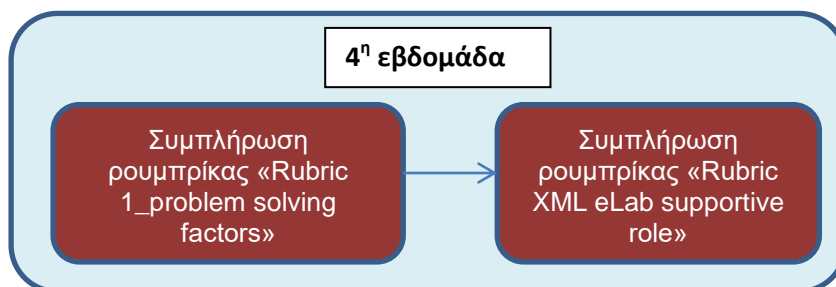 4η εβδομάδα
Συμπλήρωση
ρουμπρίκας «Rubric
1_problem solving
factors»
Συμπλήρωση
ρουμπρίκας «Rubric
XML eLab supportive
role»